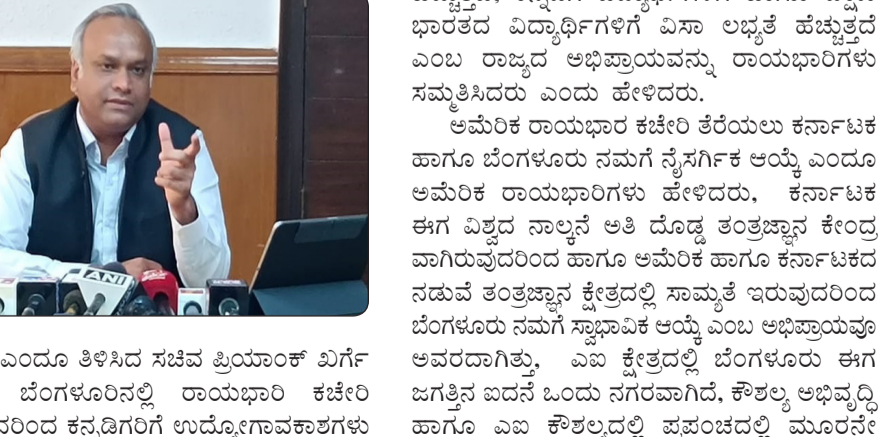 ANI
ಎಂದೂ ತಿಳಿಸಿದ ಸಚಿವ ಪ್ರಿಯಾಂಕ್ ಖರ್ಗೆ
ಬೆಂಗಳೂರಿನಲ್ಲಿ ರಾಯಭಾರಿ ಕಚೇರಿ
ಕನ್ನಡಿಗರಿಗೆ ಉದ್ಯೋಗಾವಕಾಶಗಳು
ಭಾರತದ ವಿದ್ಯಾರ್ಥಿಗಳಿಗೆ ವಿಸಾ ಲಭ್ಯತೆ ಹೆಚ್ಚುತ್ತದೆ
ಎಂಬ ರಾಜ್ಯದ ಅಭಿಪ್ರಾಯವನ್ನು ರಾಯಭಾರಿಗಳು
ಸಮ್ಮತಿಸಿದರು ಎಂದು ಹೇಳಿದರು.
ಅಮೆರಿಕ ರಾಯಭಾರ ಕಚೇರಿ ತೆರೆಯಲು ಕರ್ನಾಟಕ
ಹಾಗೂ ಬೆಂಗಳೂರು ನಮಗೆ ನೈಸರ್ಗಿಕ ಆಯ್ಕೆ ಎಂದೂ
ಅಮೆರಿಕ ರಾಯಭಾರಿಗಳು ಹೇಳಿದರು, ಕರ್ನಾಟಕ
ಈಗ ವಿಶ್ವದ ನಾಲ್ಕನೆ ಅತಿ ದೊಡ್ಡ ತಂತ್ರಜ್ಞಾನ ಕೇಂದ್ರ
ವಾಗಿರುವುದರಿಂದ ಹಾಗೂ ಅಮೆರಿಕ ಹಾಗೂ ಕರ್ನಾಟಕದ
ನಡುವೆ ತಂತ್ರಜ್ಞಾನ ಕ್ಷೇತ್ರದಲ್ಲಿ ಸಾಮ್ಯತೆ ಇರುವುದರಿಂದ
ಬೆಂಗಳೂರು ನಮಗೆ ಸ್ವಾಭಾವಿಕ ಆಯ್ಕೆ ಎಂಬ ಅಭಿಪ್ರಾಯವೂ
ಅವರದಾಗಿತ್ತು, ಎಐ ಕ್ಷೇತ್ರದಲ್ಲಿ ಬೆಂಗಳೂರು ಈಗ
ಜಗತ್ತಿನ ಐದನೆ ಒಂದು ನಗರವಾಗಿದೆ, ಕೌಶಲ್ಯ ಅಭಿವೃದ್ಧಿ
ಹಾಗೂ ಎಐ ಕೌಶಲ್ಯದಲ್ಲಿ ಪ್ರಪಂಚದಲ್ಲಿ ಮೂರನೇ